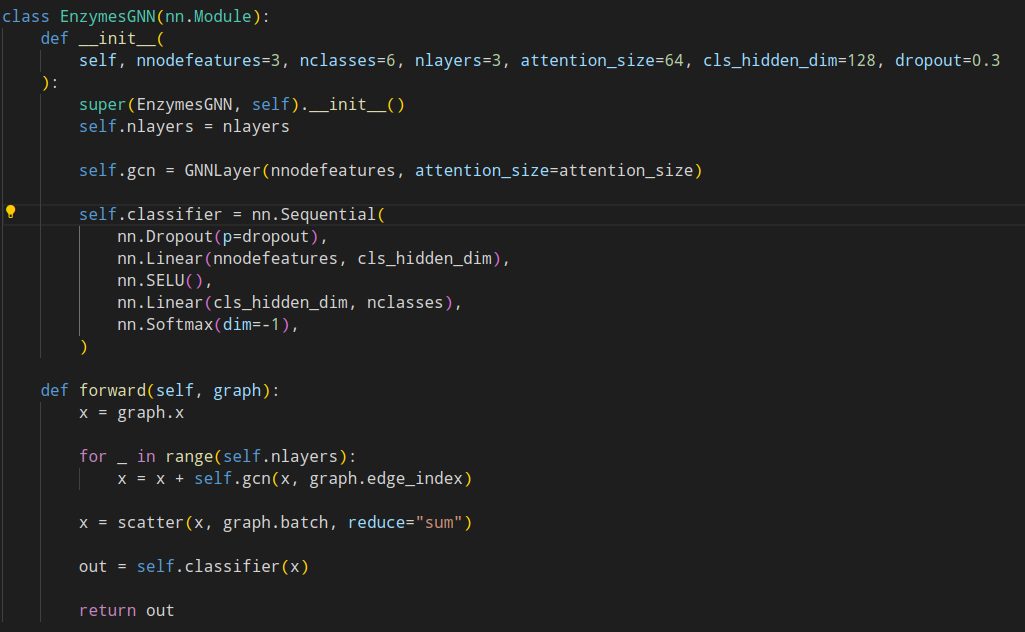 class EnzymesGNN(nn.Module):
    def __init__(
        self, nnodefeatures=3, nclasses=6, nlayers=3, attention_size=64, cls_hidden_dim=128, dropout=0.3
    ):
        super(EnzymesGNN, self).__init__()
        self.nlayers = nlayers

        self.gcn = GNNLayer(nnodefeatures, attention_size=attention_size)

        self.classifier = nn.Sequential(
            nn.Dropout(p=dropout),
            nn.Linear(nnodefeatures, cls_hidden_dim),
            nn.SELU(),
            nn.Linear(cls_hidden_dim, nclasses),
            nn.Softmax(dim=-1),
        )

    def forward(self, graph):
        x = graph.x

        for _ in range(self.nlayers):
            x = x + self.gcn(x, graph.edge_index)

        x = scatter(x, graph.batch, reduce="sum")

        out = self.classifier(x)

        return out